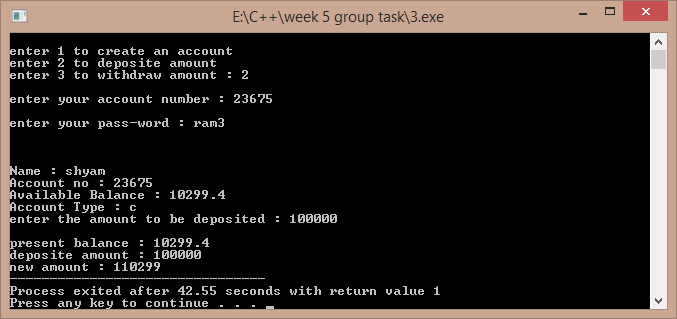 E:\C++\week 5 group task\3.exe
enter 1 to create an account
enter 2 to deposite amount
enter 3 to withdraw amount : 2
enter your account number : 23675
enter your pass-word : ram3
Name : shyam
Account no : 23675
Available Balance : 10299.4
Account Type : c
enter the amount to be deposited : 100000
present balance : 10299.4
deposite amount : 100000
new amount : 110299
--------------------------------
Process exited after 42.55 seconds with return value 1
Press any key to continue . . . _